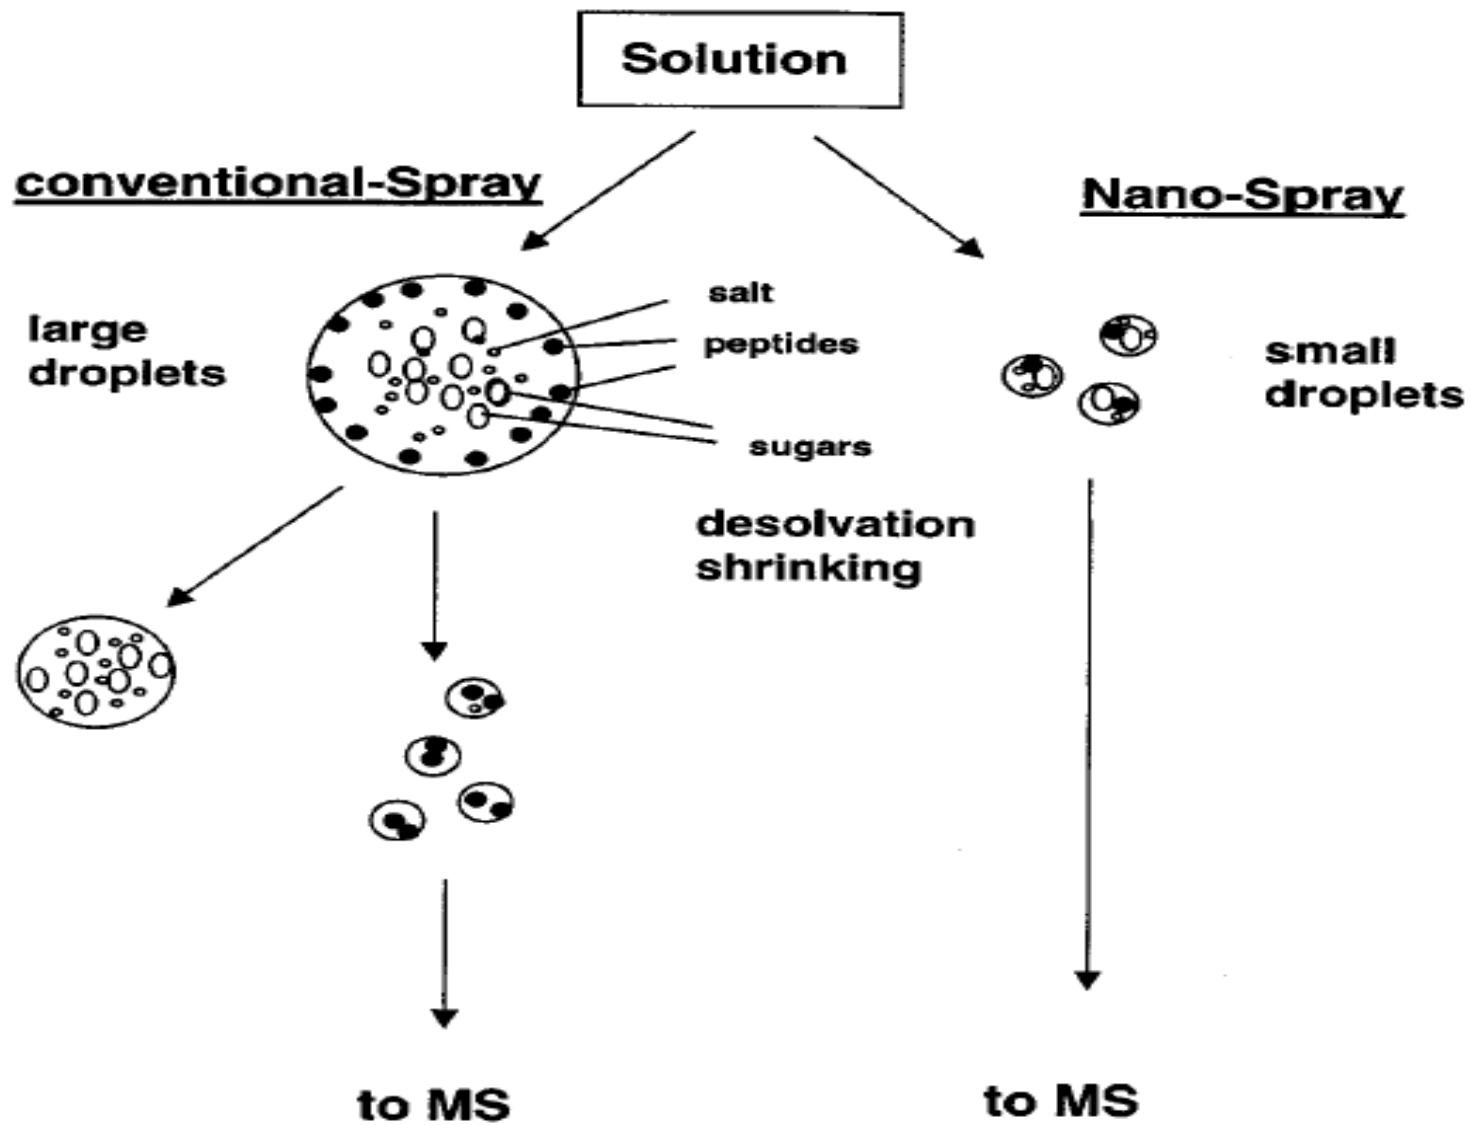 Solution
conventional-Spray
Nano-Spray
large
droplets
salt
peptides
sugars
small
droplets
desolvation
shrinking
to MS
to MS